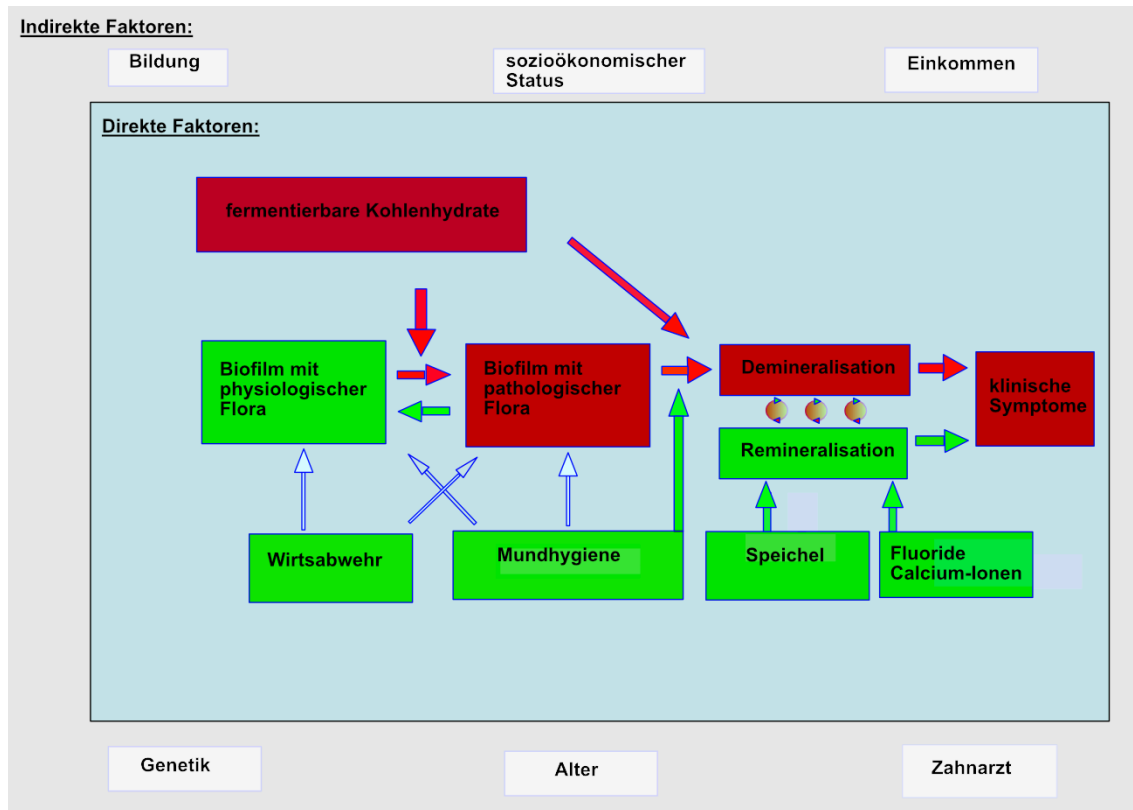 Indirekte Faktoren:
Bildung
sozioökonomischer
Status
Einkommen
Direkte Faktoren:
fermentierbare Kohlenhydrate
Biofilm mit
physiologischer
Flora
Biofilm mit
pathologischer
Flora
Demineralisation
klinische
Symptome
Remineralisation
Wirtsabwehr
Mundhygiene
Speichel
Fluoride
Calcium-Ionen
Genetik
Alter
Zahnarzt